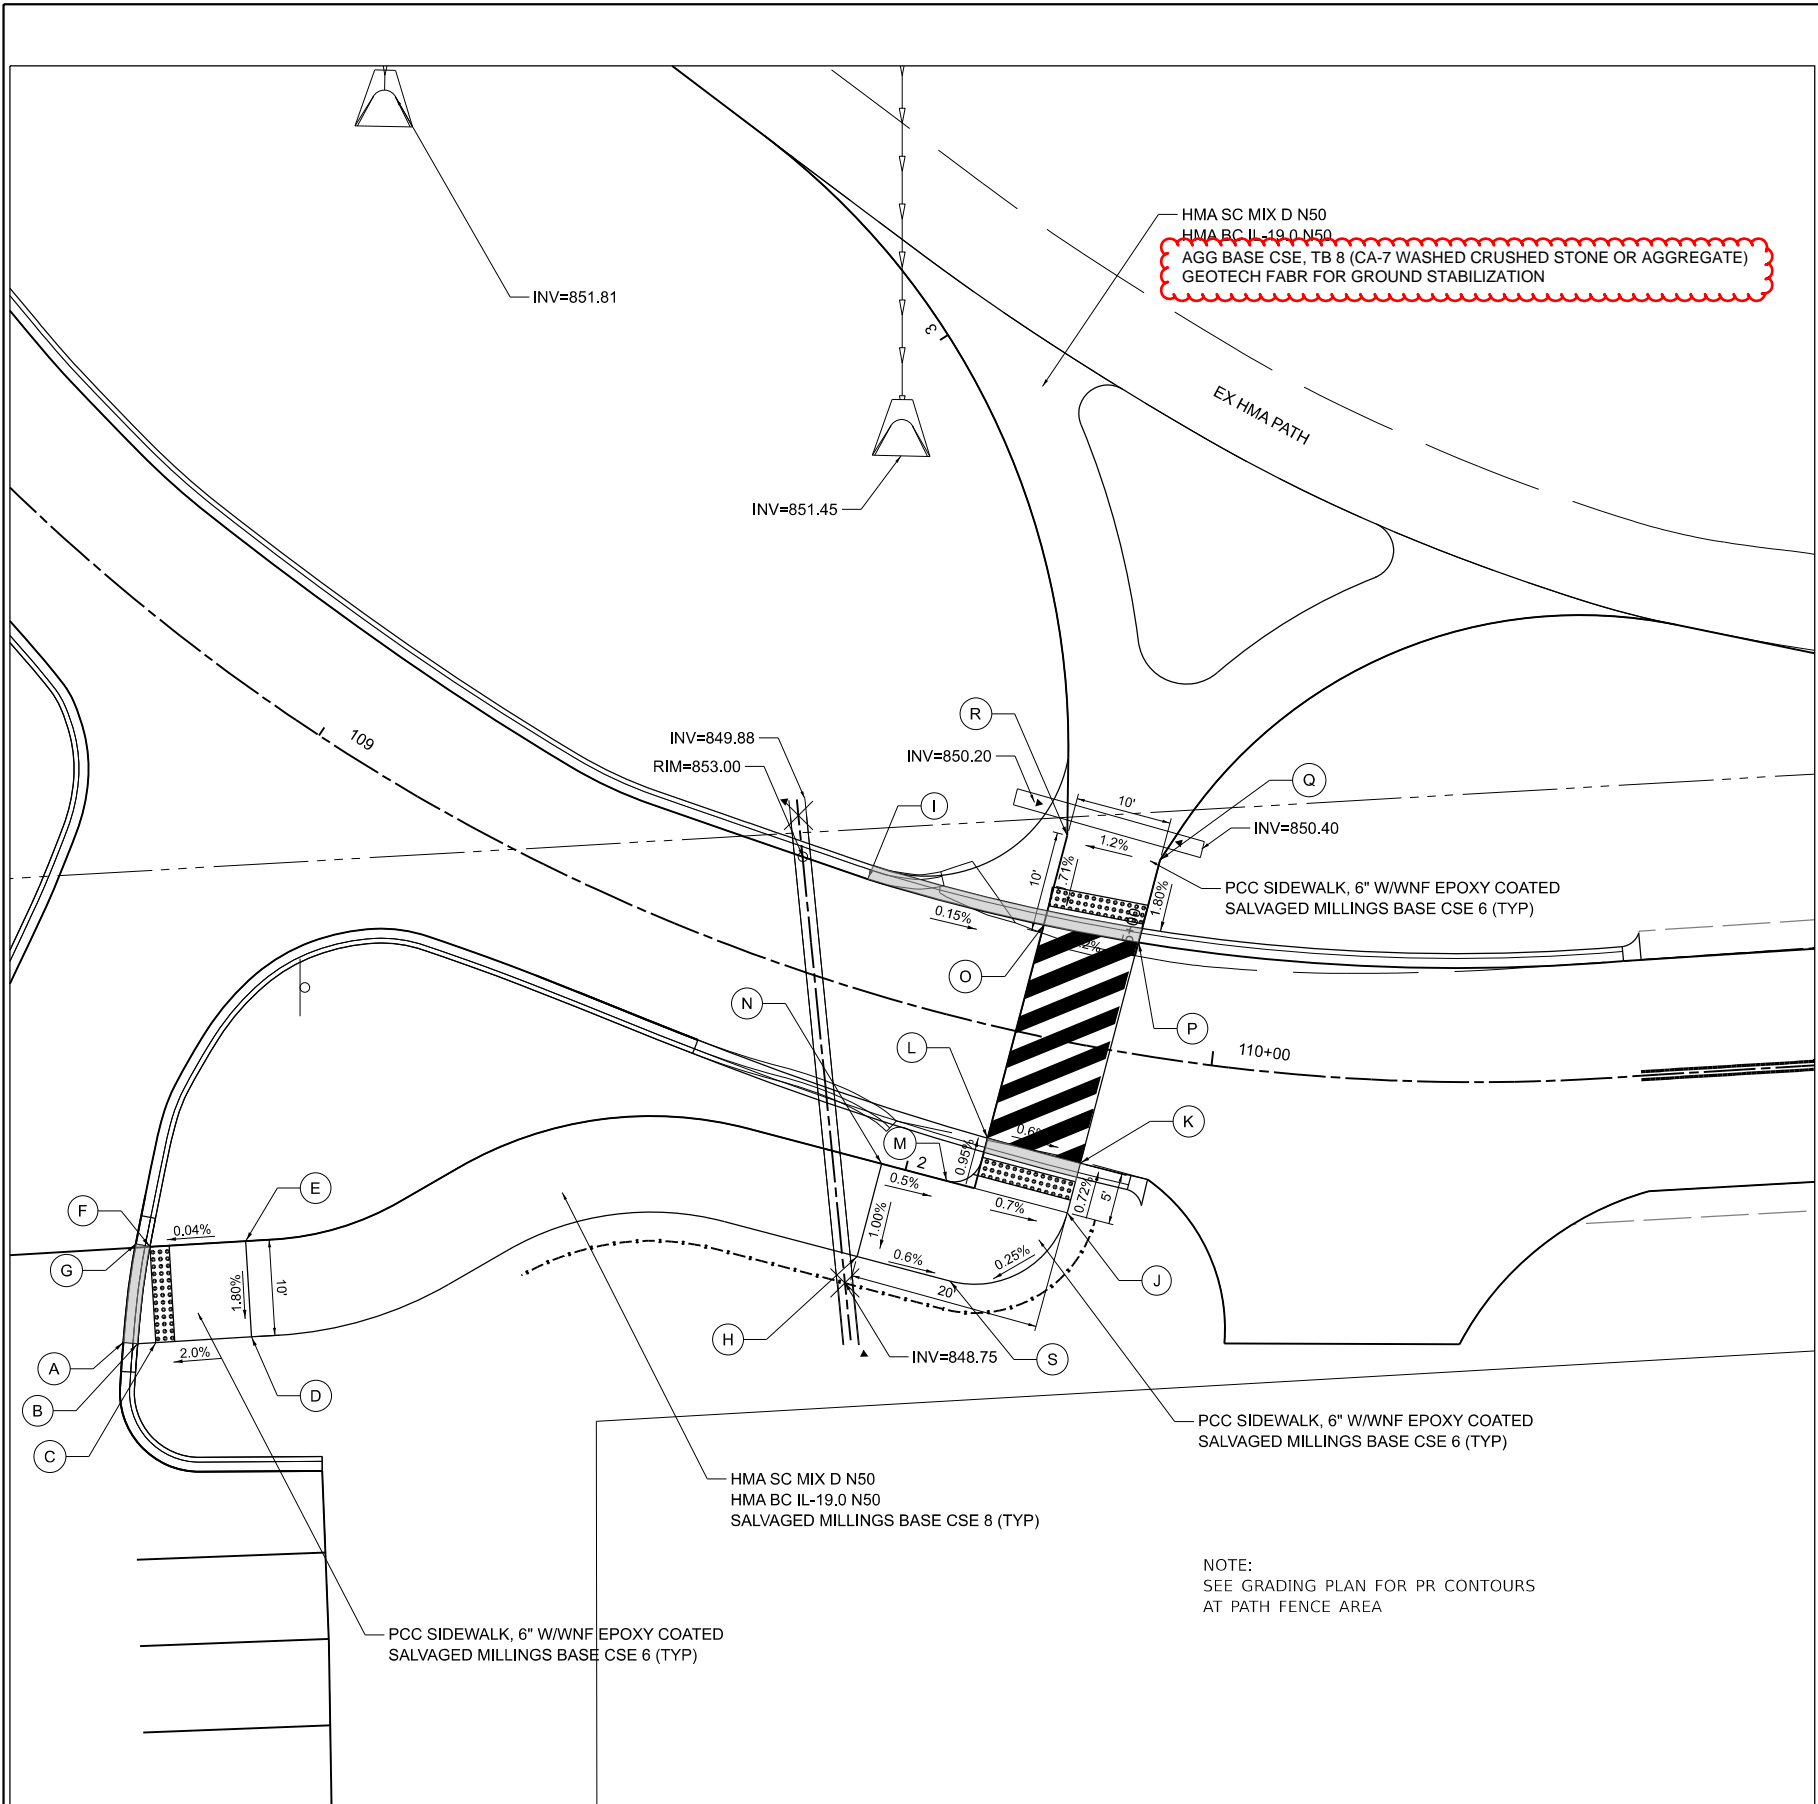 HMA SC MIX D N50
HMA BC IL-19.0 N50
AGG BASE CSE, TB 8 (CA-7 WASHED CRUSHED STONE OR AGGREGATE)
GEOTECH FABR FOR GROUND STABILIZATION
INV=851.81
3
EX HMA PATH
INV=851.45
109
R
INV=849.88
RIM=853.00
INV=850.20
Q
I
10'
INV=850.40
1.2%
10'
PCC SIDEWALK, 6" W/WNF EPOXY COATED
SALVAGED MILLINGS BASE CSE 6 (TYP)
1.80%
0.15%
O
N
P
L
110+00
K
M
2
0.95%
0.5%
0.7%
0.72%
5'
E
F
0.04%
1.00%
G
0.6%
0.25%
J
1.80%
10'
20'
H
INV=848.75
S
A
2.0%
D
B
C
PCC SIDEWALK, 6" W/WNF EPOXY COATED
SALVAGED MILLINGS BASE CSE 6 (TYP)
HMA SC MIX D N50
HMA BC IL-19.0 N50
SALVAGED MILLINGS BASE CSE 8 (TYP)
NOTE:
SEE GRADING PLAN FOR PR CONTOURS
AT PATH FENCE AREA
PCC SIDEWALK, 6" W/WNF EPOXY COATED
SALVAGED MILLINGS BASE CSE 6 (TYP)